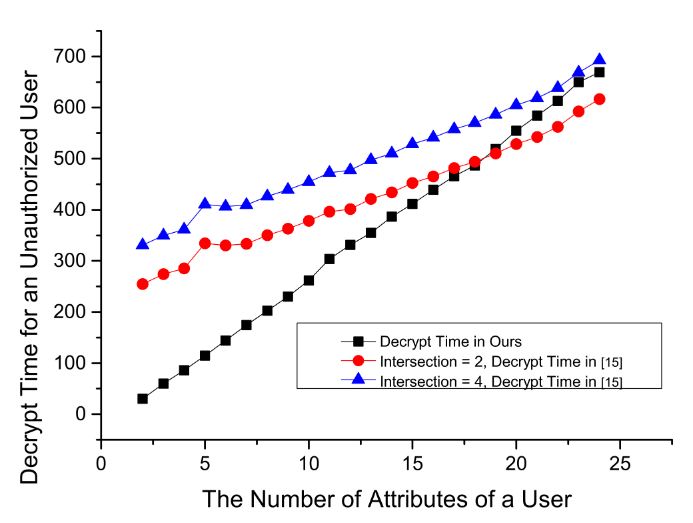 Decrypt Time for an Unauthorized User
700
600
500
400
300
200
100
0
Decrypt Time in Ours
Intersection = 2, Decrypt Time in [15]
Intersection = 4, Decrypt Time in [15]
0 5 10 15 20 25
The Number of Attributes of a User